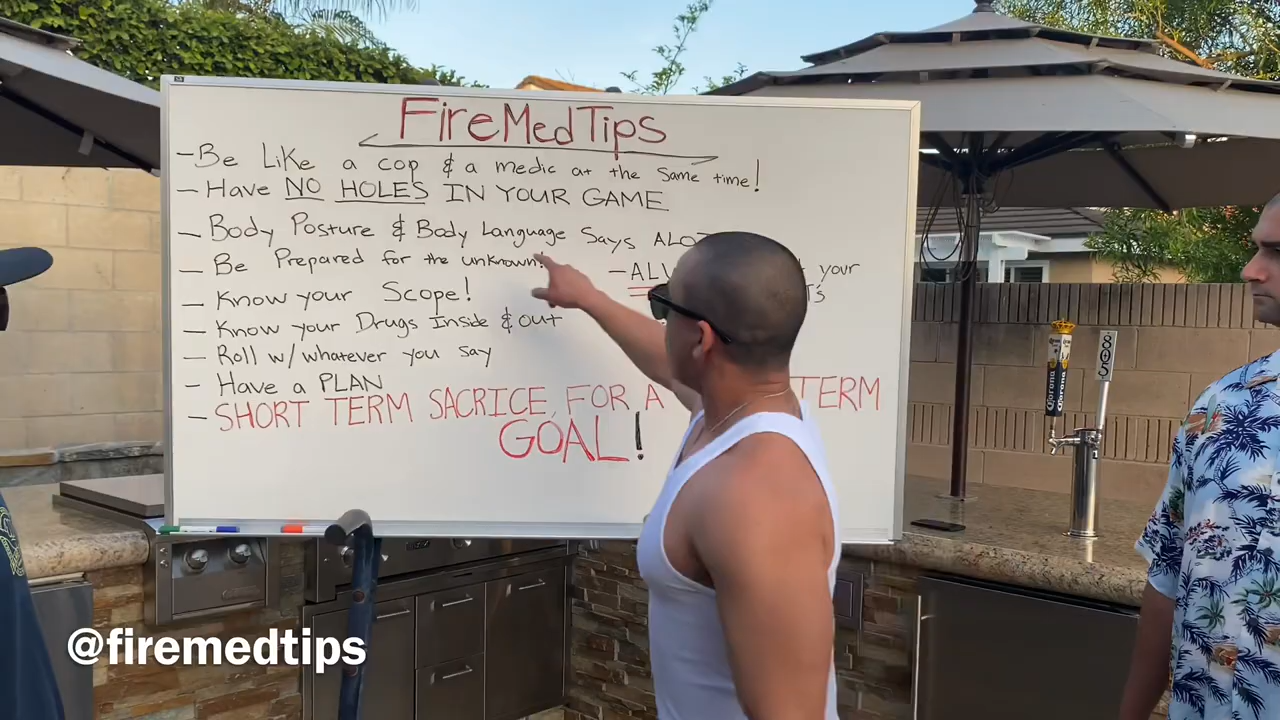 FireMedTips
- Be Like a cop & a medic at the same time!
- Have NO HOLES IN YOUR GAME
- Body Posture & Body Language Says
- Be Prepared for the unknown!
- your
- Know your Scope!
- Know your Drugs Inside & out
- Roll w/whatever you say
- Have a PLAN
- SHORT TERM SACRICE FOR A TERM
GOAL!
Corona
805
@firemedtips